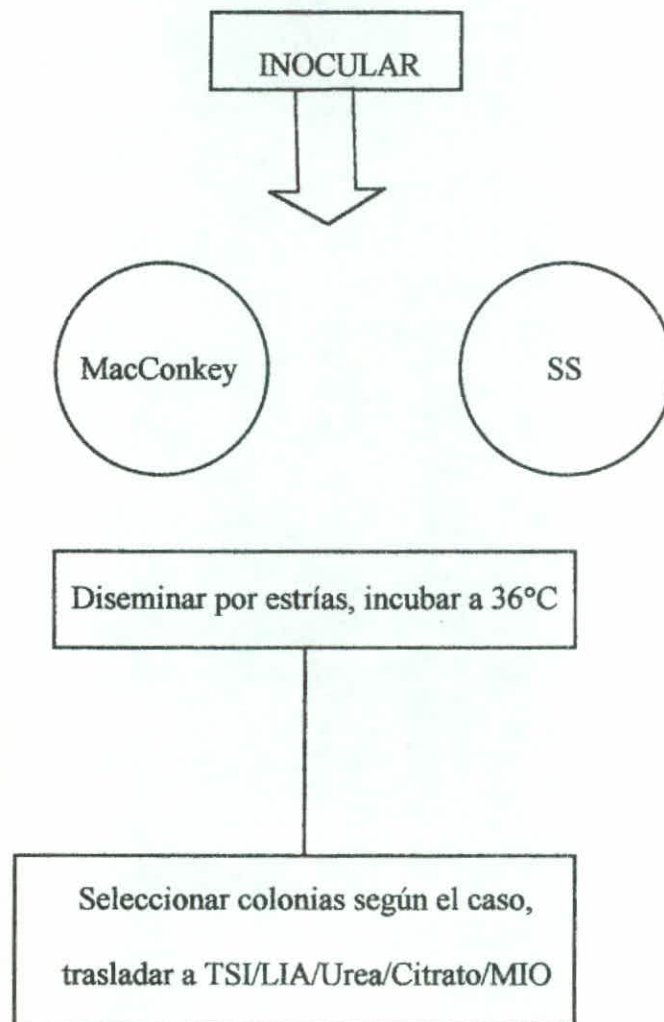 INOCULAR
MacConkey
SS
Diseminar por estrías, incubar a 36°C
Seleccionar colonias según el caso,
trasladar a TSI/LIA/Urea/Citrato/MIO